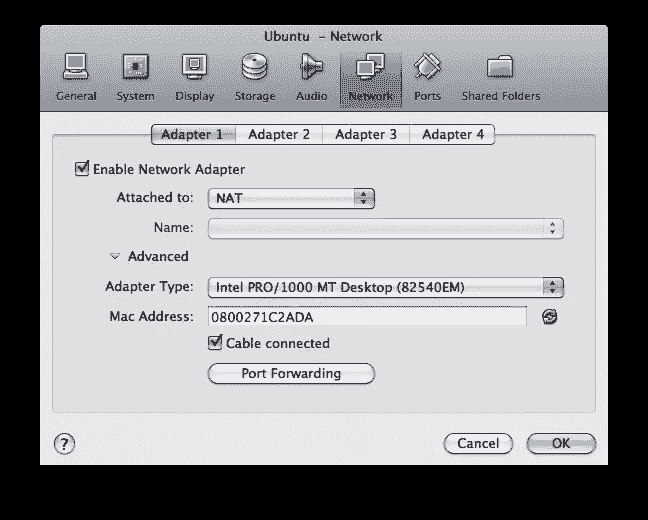 Ubuntu - Network
General System Display Storage Audio Network Ports Shared Folders
Adapter 1 Adapter 2 Adapter 3 Adapter 4
Enable Network Adapter
Attached to: NAT
Name:
Advanced
Adapter Type: Intel PRO/1000 MT Desktop (82540EM)
Mac Address: 0800271C2ADA
Cable connected
Port Forwarding
? Cancel OK